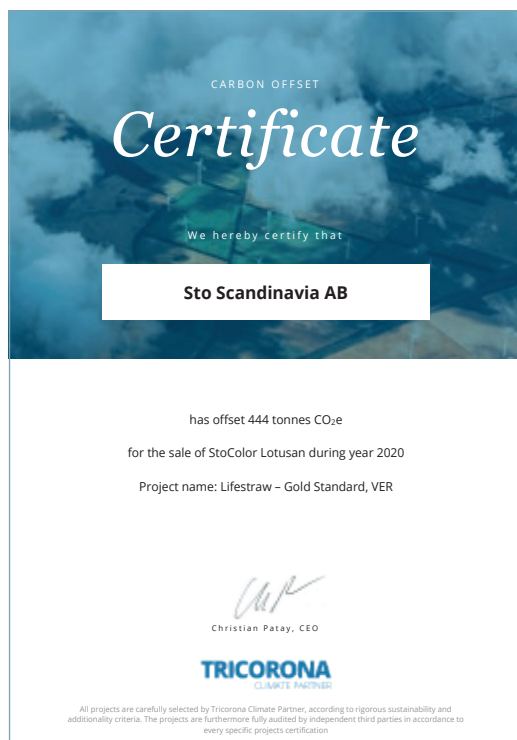 CARBON OFFSET
Certificate
We hereby certify that
Sto Scandinavia AB
has offset 444 tonnes CO₂e
for the sale of StoColor Lotusan during year 2020
Project name: Lifestraw – Gold Standard, VER
Christian Patay, CEO
TRICORONA
CLIMATE PARTNER
All projects are carefully selected by Tricorona Climate Partner, according to rigorous sustainability and
additionality criteria. The projects are furthermore fully audited by independent third parties in accordance to
every specific projects certification